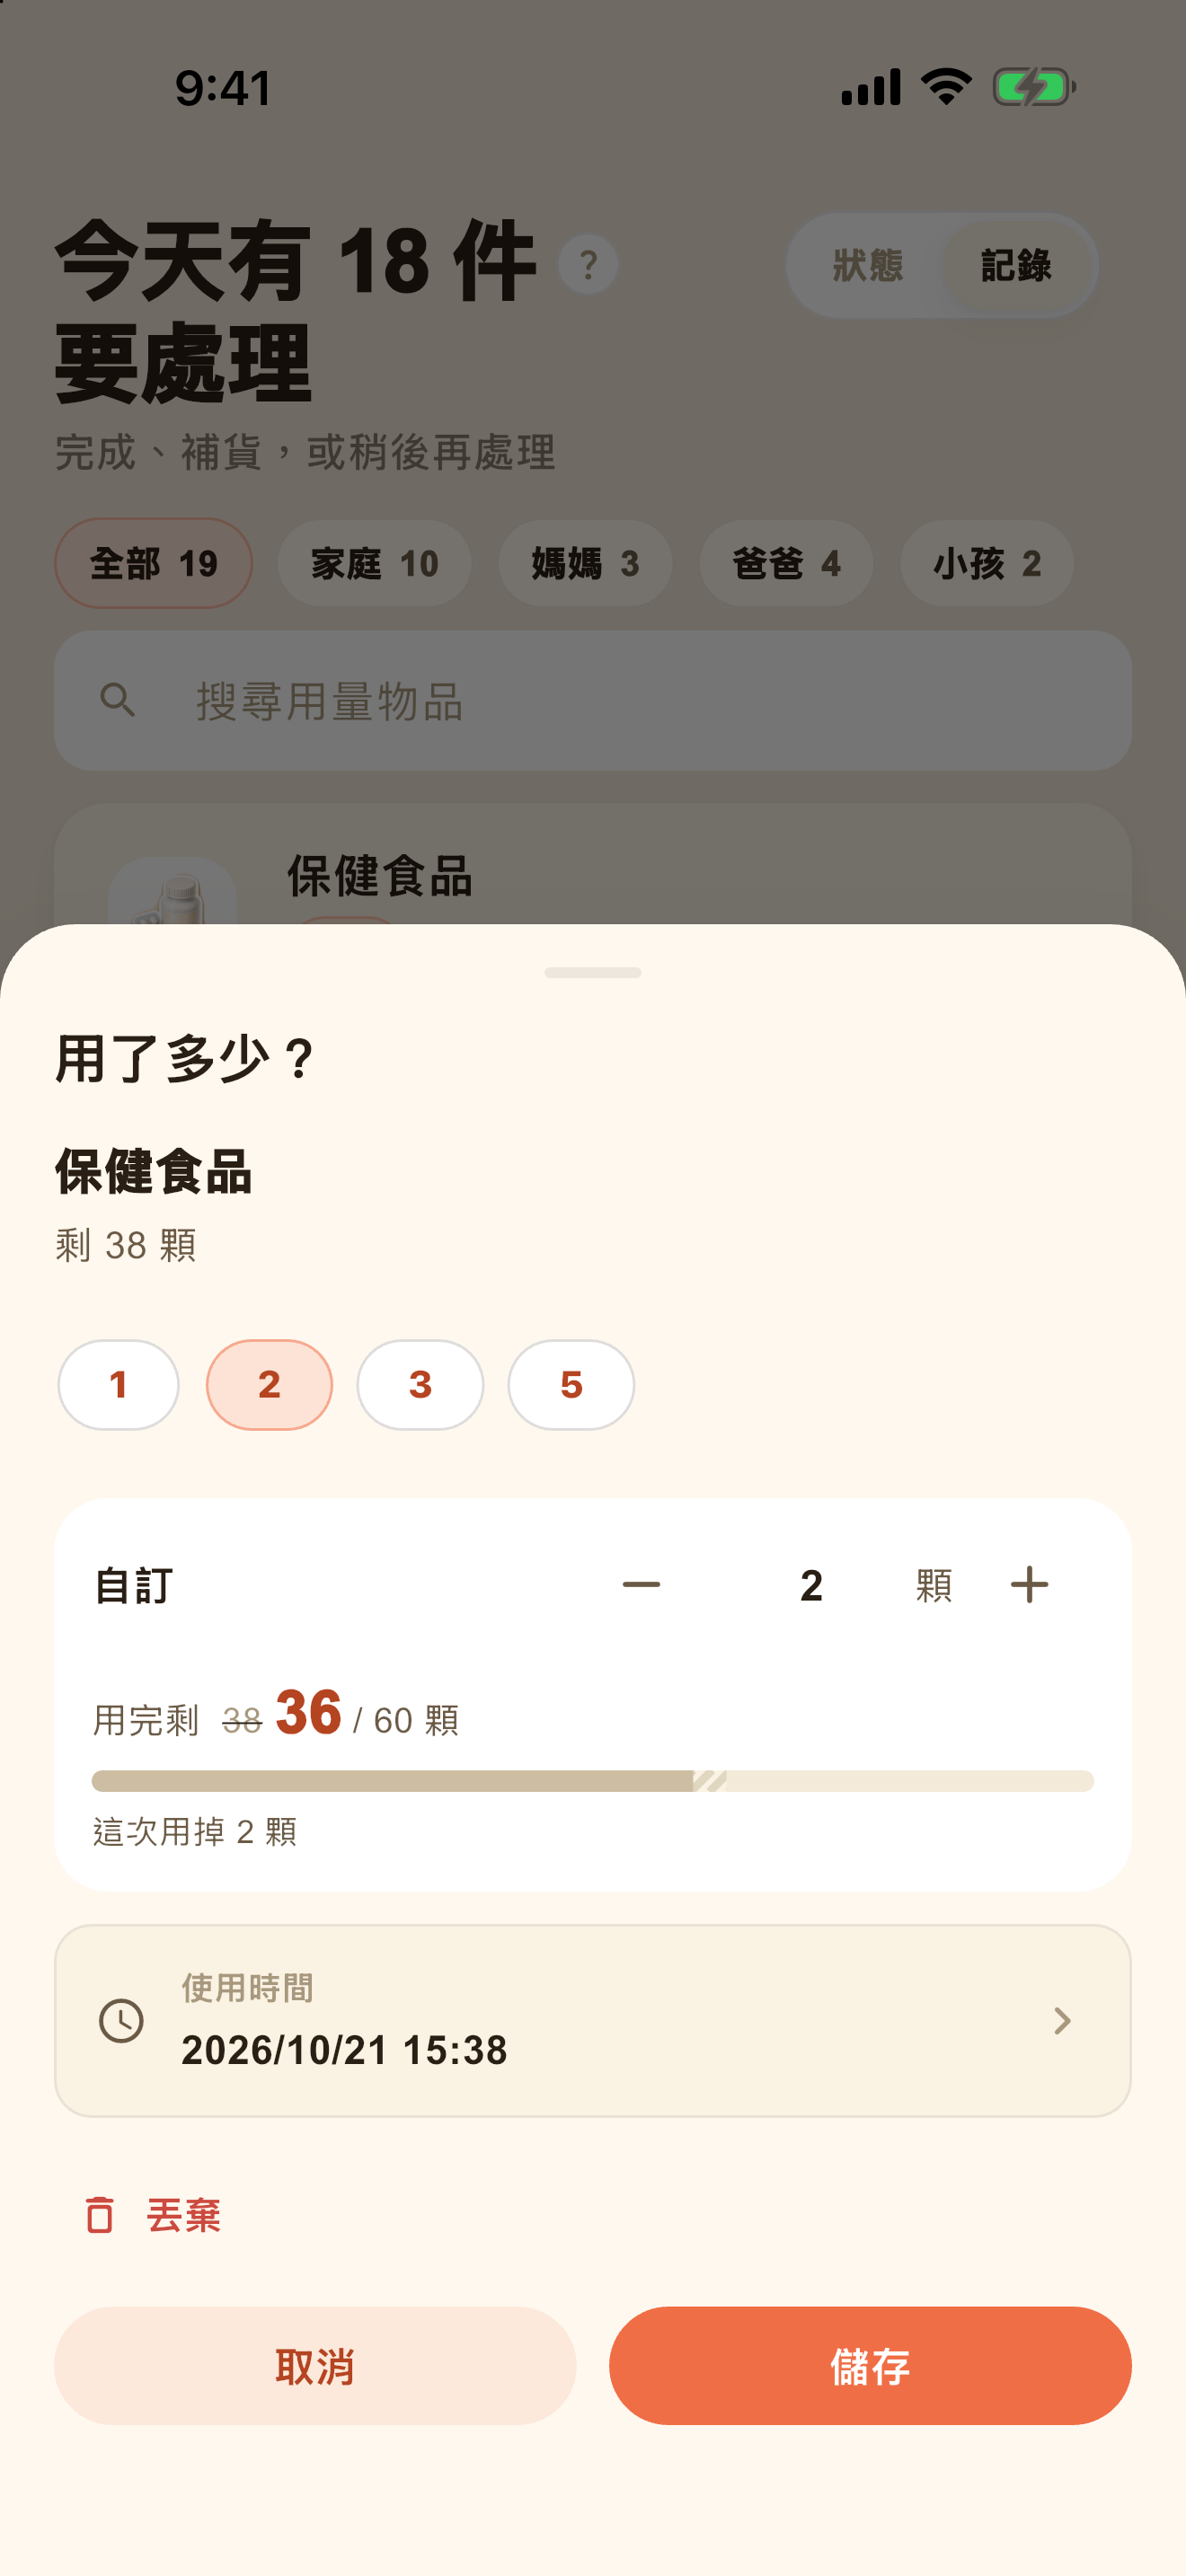 9:41
今天有 18 件
要處理
?
狀態
記錄
完成、補貨，或稍後再處理
全部 19
家庭 10
媽媽 3
爸爸 4
小孩 2
搜尋用量物品
保健食品
用了多少？
保健食品
剩 38 顆
1
2
3
5
自訂
2 顆
用完剩 38 36 / 60 顆
這次用掉 2 顆
使用時間
2026/10/21 15:38
丟棄
取消
儲存